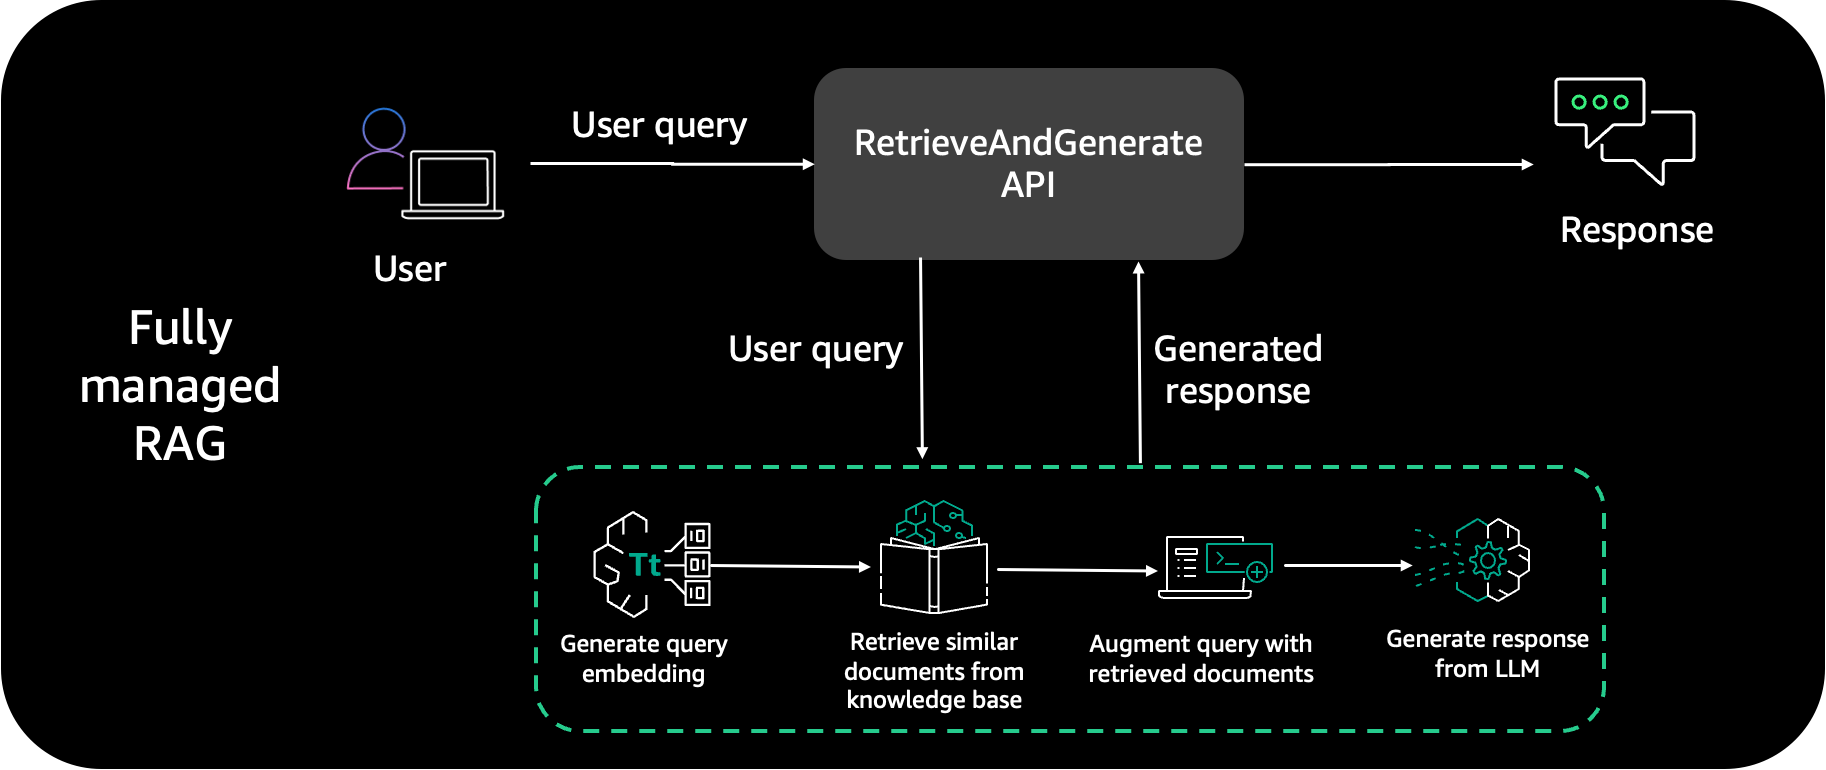 User query
RetrieveAndGenerate
API
User
Response
Fully
managed
RAG
User query
Generated
response
Tt
Generate query
embedding
Retrieve similar
documents from
knowledge base
Augment query with
retrieved documents
Generate response
from LLM